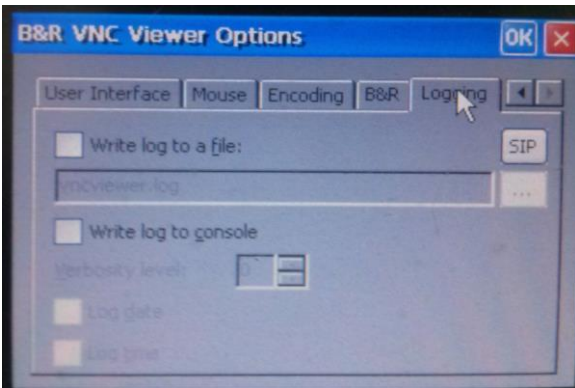 B&R VNC Viewer Options OK
User Interface Mouse Encoding B&R Logging
Write log to a file: SIP
vncviewer.log ...
Write log to console
Verbosity level: 0
Log date
Log time